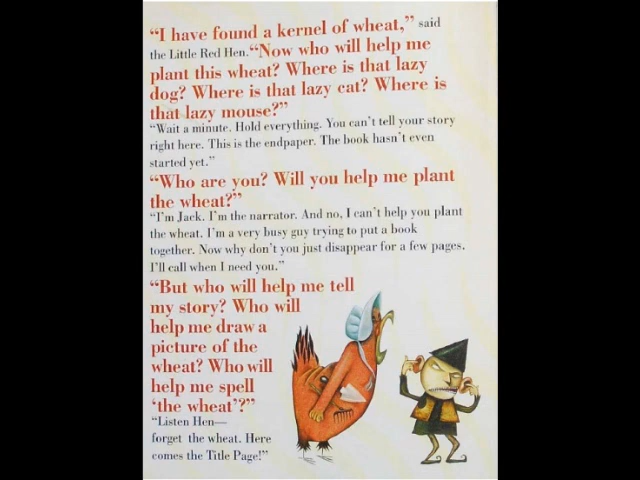 “I have found a kernel of wheat,” said
the Little Red Hen. “Now who will help me
plant this wheat? Where is that lazy
dog? Where is that lazy cat? Where is
that lazy mouse?”
“Wait a minute. Hold everything. You can’t tell your story
right here. This is the endpaper. The book hasn’t even
started yet.”
“Who are you? Will you help me plant
the wheat?”
“I’m Jack. I’m the narrator. And no, I can’t help you plant
the wheat. I’m a very busy guy trying to put a book
together. Now why don’t you just disappear for a few pages.
I’ll call when I need you.”
“But who will help me tell
my story? Who will
help me draw a
picture of the
wheat? Who will
help me spell
‘the wheat’?”
“Listen Hen—
forget the wheat. Here
comes the Title Page!”